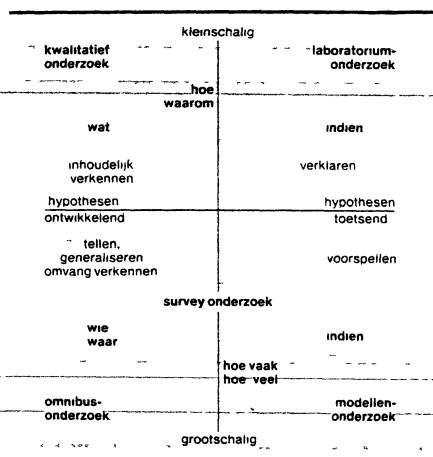 kleinschalig
kwalitatief
onderzoek
laboratorium-
onderzoek
hoe
waarom
wat
indien
inhoudelijk
verkennen
verklaren
hypothesen
ontwikkelend
hypothesen
toetsend
tellen,
generaliseren
omvang verkennen
voorspellen
survey onderzoek
wie
waar
indien
hoe vaak
hoe veel
omnibus-
onderzoek
modellen-
onderzoek
grootschalig